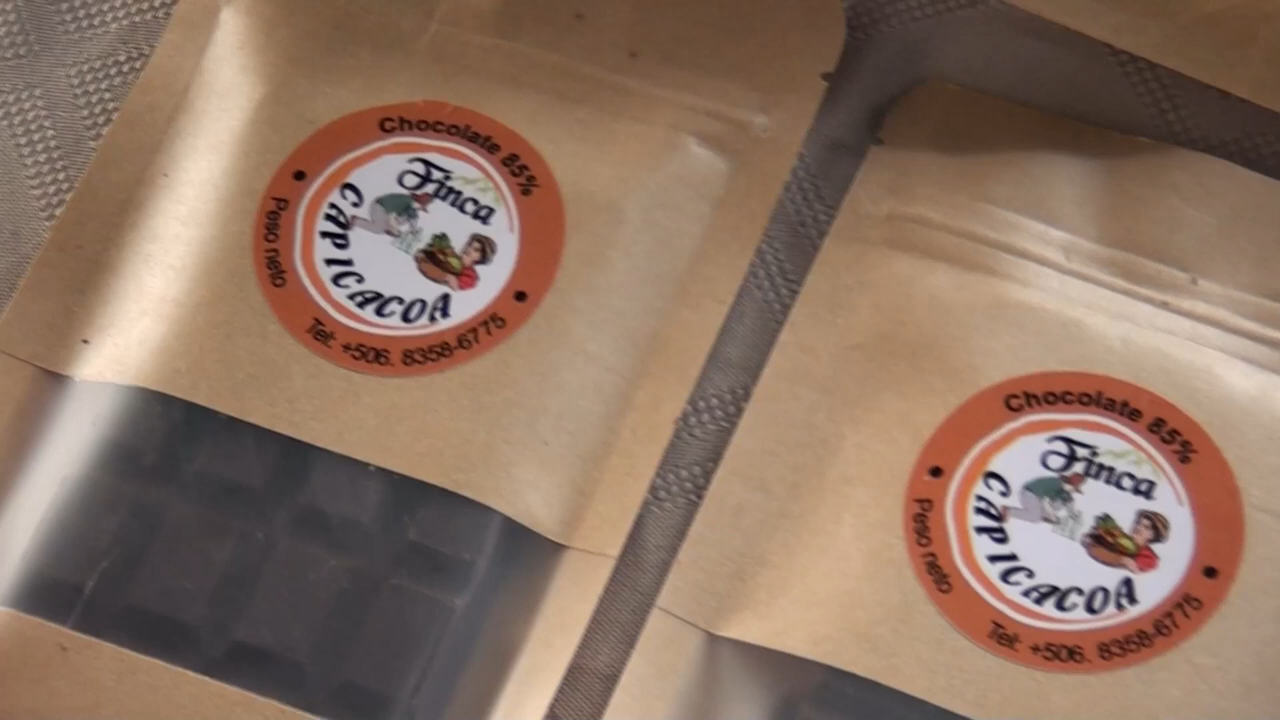 Chocolate 85%
Finca
CAPICACOA
Peso neto
Tel: +506. 8358-6775
Chocolate 85%
Finca
CAPICACOA
Peso neto
Tel: +506. 8358-6775